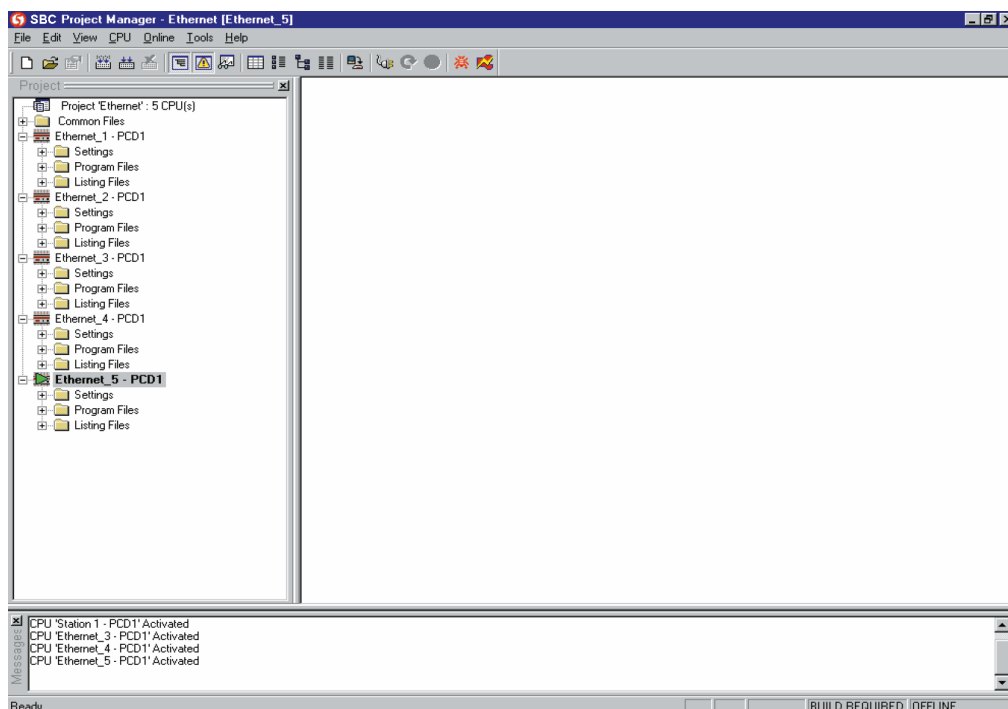 SBC Project Manager - Ethernet [Ethernet_5]
File Edit View CPU Online Tools Help
Project
Project 'Ethernet' : 5 CPU(s)
Common Files
Ethernet_1 - PCD1
Settings
Program Files
Listing Files
Ethernet_2 - PCD1
Settings
Program Files
Listing Files
Ethernet_3 - PCD1
Settings
Program Files
Listing Files
Ethernet_4 - PCD1
Settings
Program Files
Listing Files
Ethernet_5 - PCD1
Settings
Program Files
Listing Files
Messages
CPU 'Station 1 - PCD1' Activated
CPU 'Ethernet_3 - PCD1' Activated
CPU 'Ethernet_4 - PCD1' Activated
CPU 'Ethernet_5 - PCD1' Activated
Ready BUILD REQUIRED OFFLINE